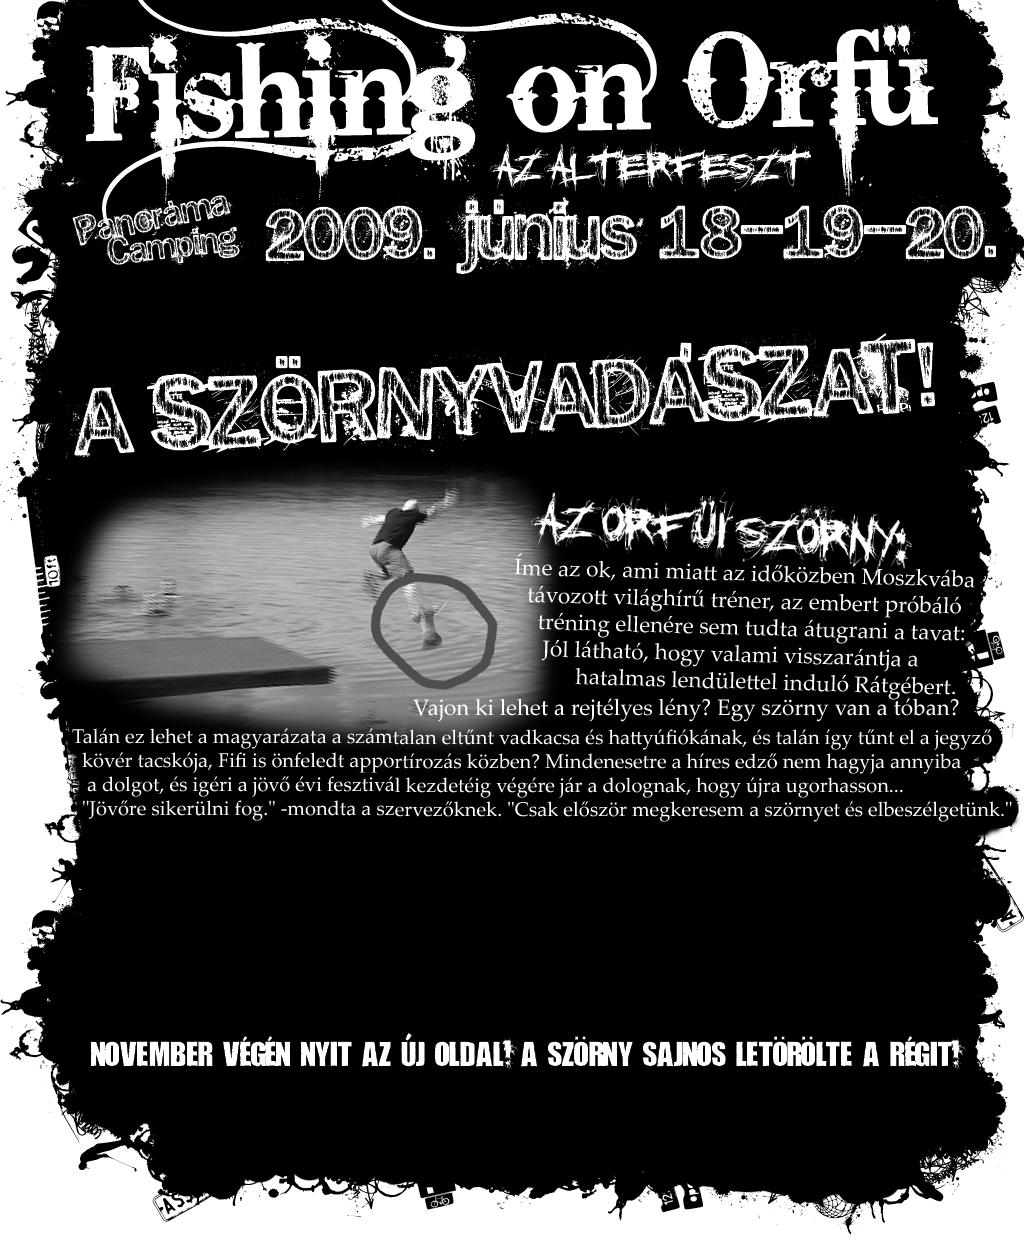 Fishing on Orfü
AZ ALTERFESZT
Panoráma
Camping
2009. június 18-19-20.
A SZÖRNYVADÁSZAT!
AZ ORFŰI SZÖRNY:
Íme az ok, ami miatt az időközben Moszkvába
távozott világhírű tréner, az embert próbáló
tréning ellenére sem tudta átugrani a tavat:
Jól látható, hogy valami visszarántja a
hatalmas lendülettel induló Rátgébert.
Vajon ki lehet a rejtélyes lény? Egy szörny van a tóban?
Talán ez lehet a magyarázata a számtalan eltűnt vadkacsa és hattyúfiókának, és talán így tűnt el a jegyző
kövér tacskója, Fifi is önfeledt apportírozás közben? Mindenesetre a híres edző nem hagyja annyiba
a dolgot, és igéri a jövő évi fesztivál kezdetéig végére jár a dolognak, hogy újra ugorhasson...
"Jövőre sikerülni fog." -mondta a szervezőknek. "Csak először megkeresem a szörnyet és elbeszélgetünk."
10ft
NOVEMBER VÉGÉN NYIT AZ ÚJ OLDAL! A SZÖRNY SAJNOS LETÖRÖLTE A RÉGIT!